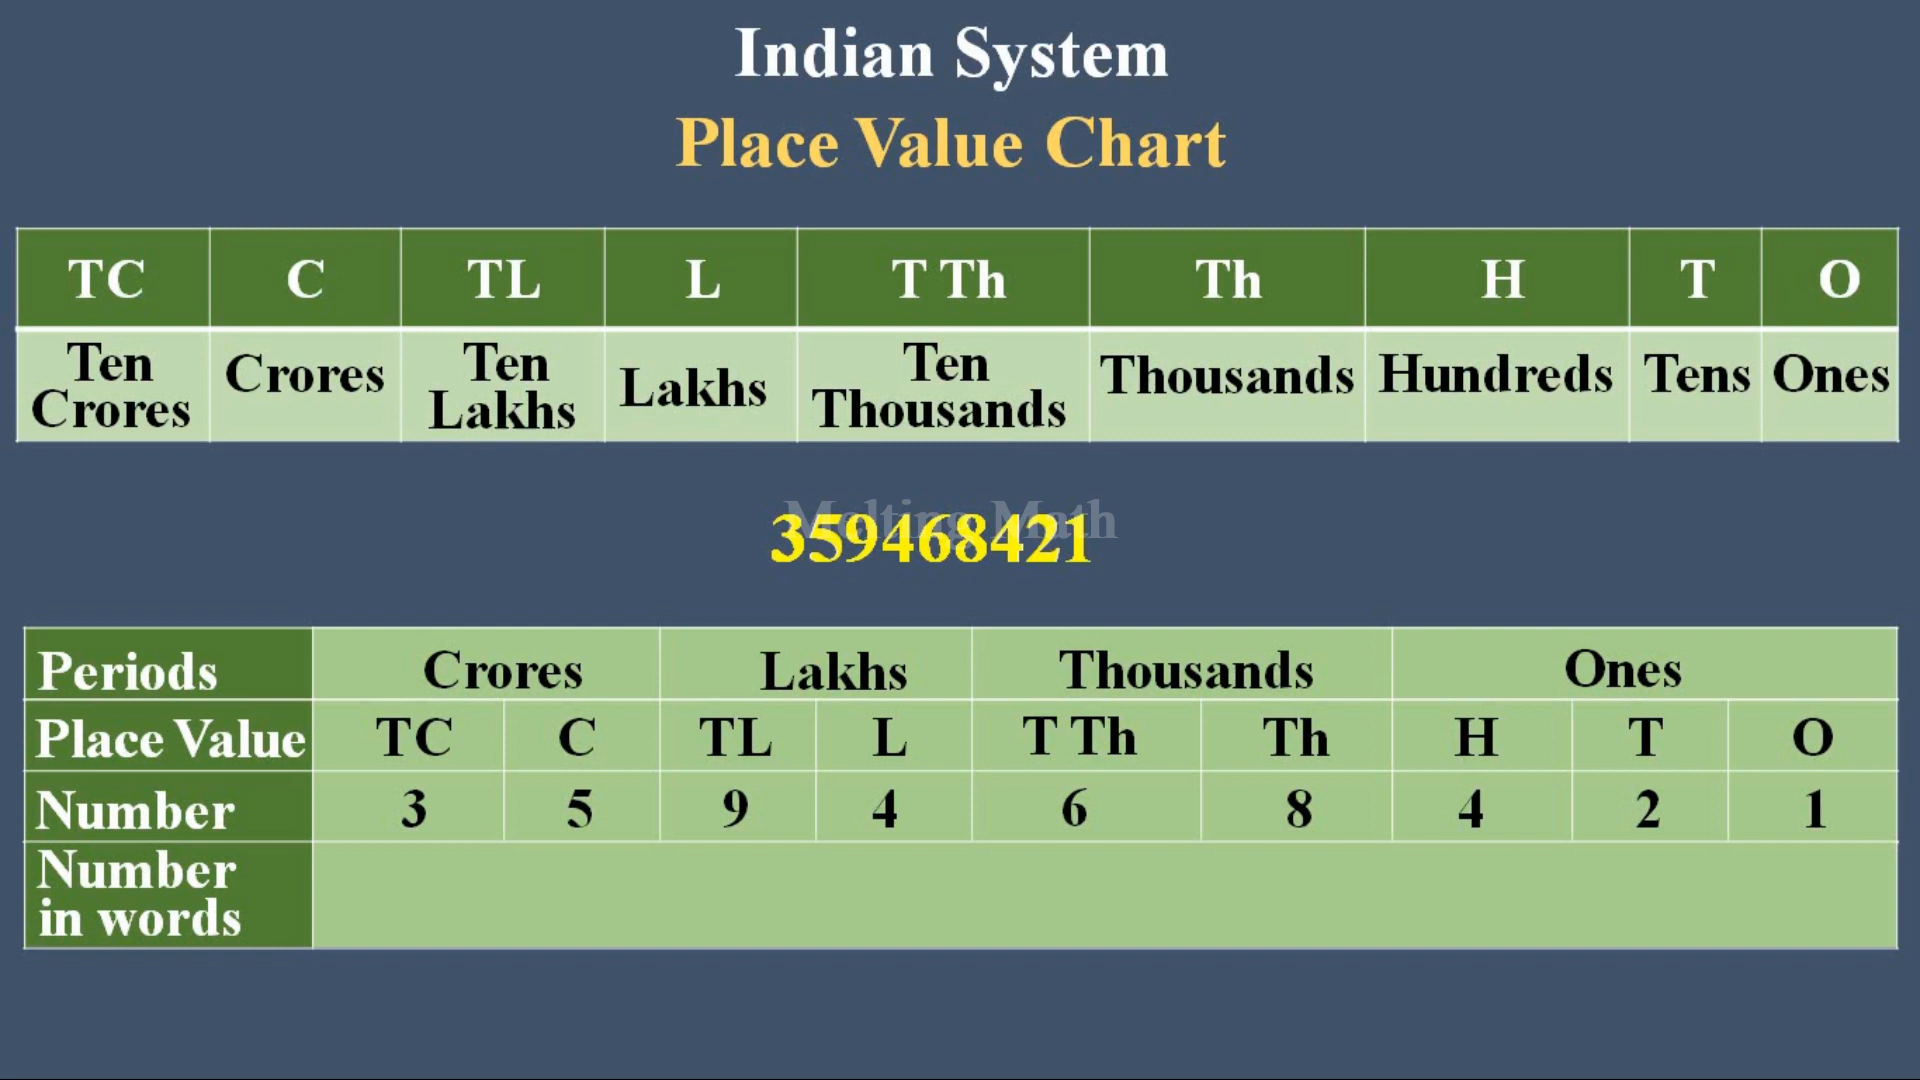 Indian System
Place Value Chart
TC C TL L T Th Th H T O
Ten Crores Crores Ten Lakhs Lakhs Ten Thousands Thousands Hundreds Tens Ones
Melting Math
359468421
Periods Crores Lakhs Thousands Ones
Place Value TC C TL L T Th Th H T O
Number 3 5 9 4 6 8 4 2 1
Number
in words